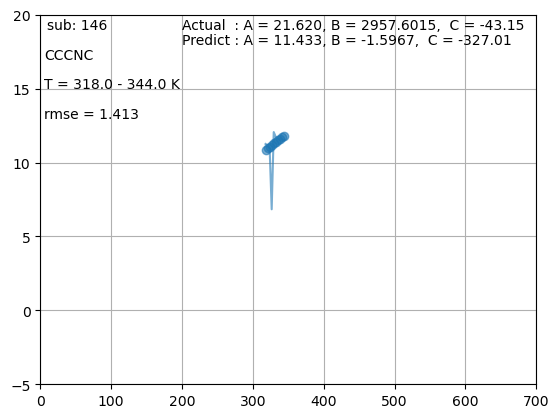 sub: 146
Actual  : A = 21.620, B = 2957.6015,  C = -43.15
Predict : A = 11.433, B = -1.5967,  C = -327.01
CCCNC
T = 318.0 - 344.0 K
rmse = 1.413
20
15
10
5
0
−5
0 100 200 300 400 500 600 700